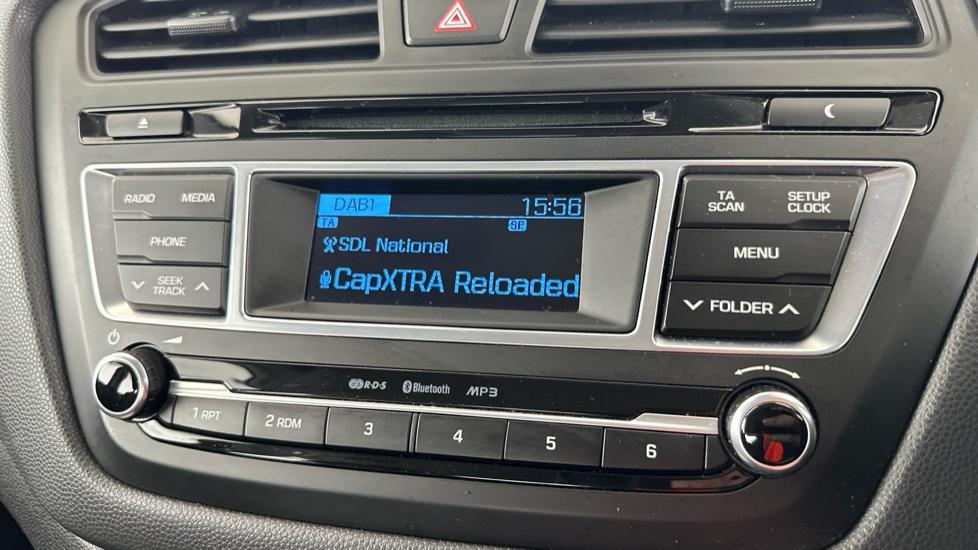 RADIO MEDIA
PHONE
SEEK
TRACK
DAB1 15:56
TA SF
SDL National
CapXTRA Reloaded
TA
SCAN
SETUP
CLOCK
MENU
FOLDER
R·D·S Bluetooth MP3
1 RPT 2 RDM 3 4 5 6